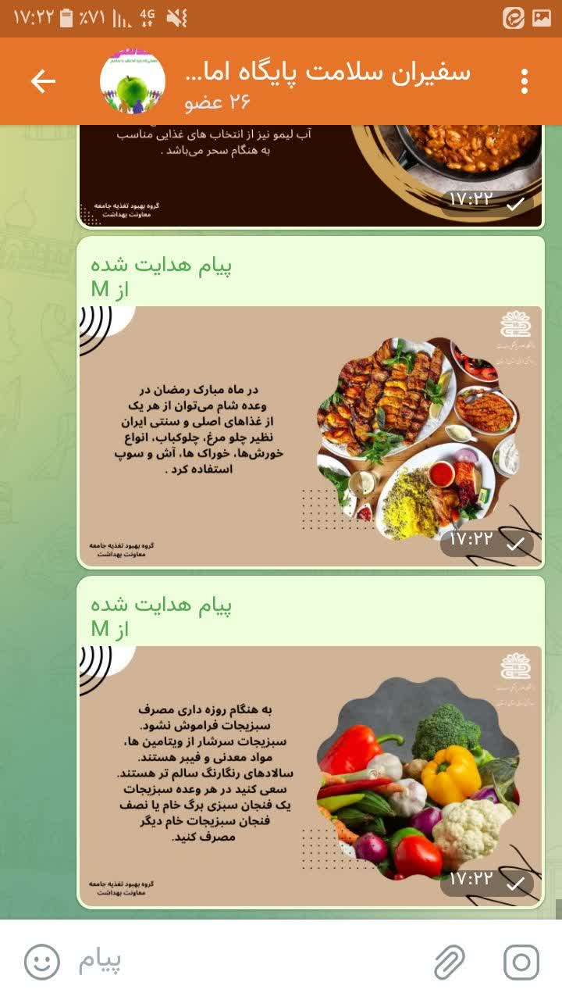 ۱۷:۲۲ ٪۷۱ 4G
سفیران سلامت پایگاه اما...
۲۶ عضو
آب لیمو نیز از انتخاب های غذایی مناسب
به هنگام سحر می‌باشد .
گروه بهبود تغذیه جامعه
معاونت بهداشت
۱۷:۲۲
پیام هدایت شده
از M
در ماه مبارک رمضان در
وعده شام می‌توان از هر یک
از غذاهای اصلی و سنتی ایران
نظیر چلو مرغ، چلوکباب، انواع
خورش‌ها، خوراک ها، آش و سوپ
استفاده کرد .
گروه بهبود تغذیه جامعه
معاونت بهداشت
۱۷:۲۲
پیام هدایت شده
از M
به هنگام روزه داری مصرف
سبزیجات فراموش نشود.
سبزیجات سرشار از ویتامین ها،
مواد معدنی و فیبر هستند.
سالادهای رنگارنگ سالم تر هستند.
سعی کنید در هر وعده سبزیجات
یک فنجان سبزی برگ خام یا نصف
فنجان سبزیجات خام دیگر
مصرف کنید.
گروه بهبود تغذیه جامعه
معاونت بهداشت
۱۷:۲۲
پیام